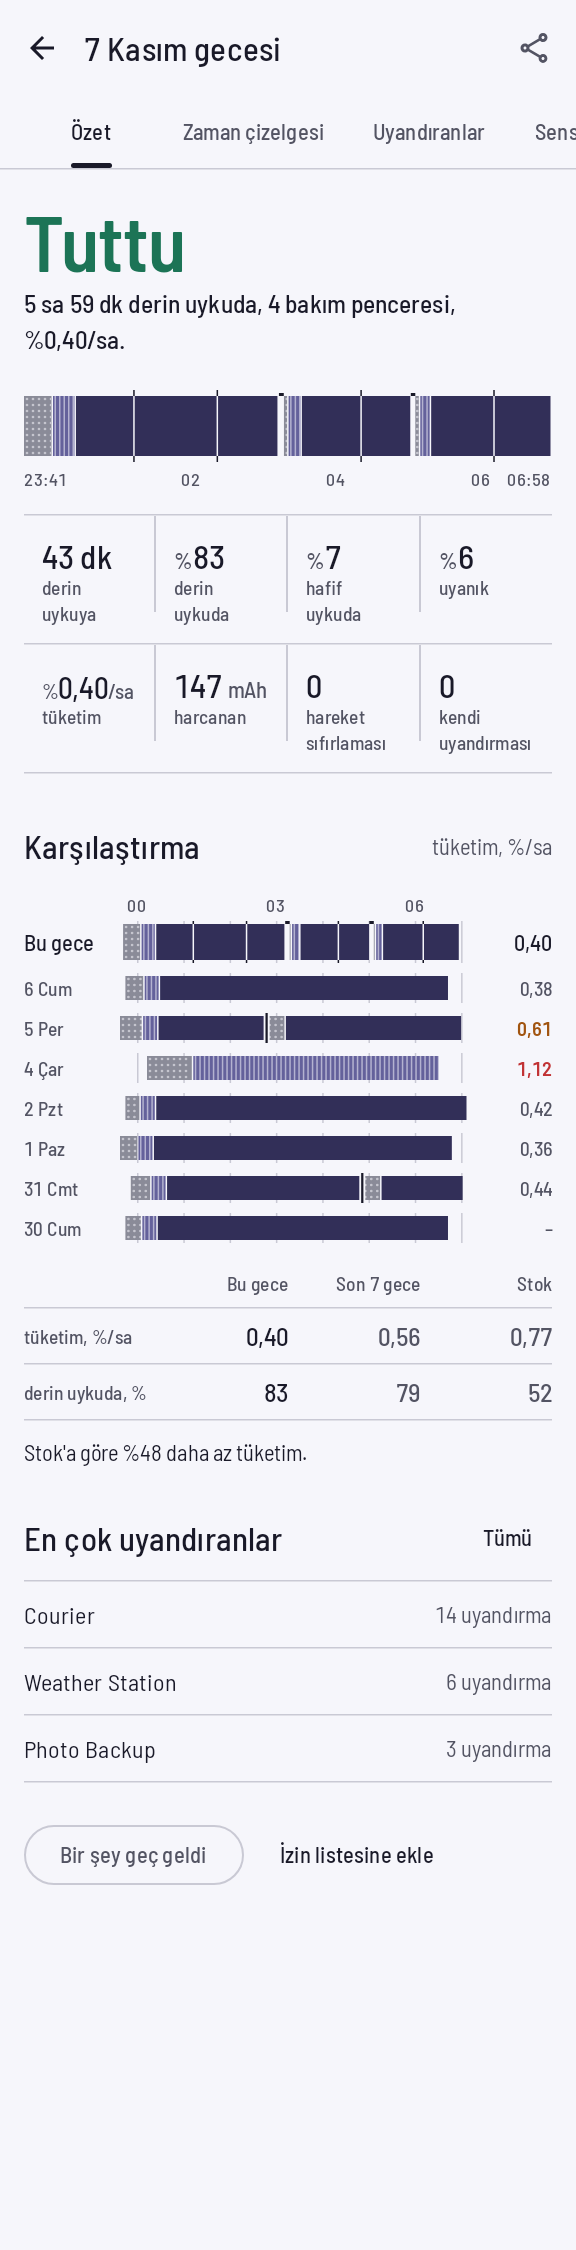 7 Kasım gecesi
Özet Zaman çizelgesi Uyandıranlar Sens
Tuttu
5 sa 59 dk derin uykuda, 4 bakım penceresi,
%0,40/sa.
23:41 02 04 06 06:58
43 dk %83 %7 %6
derin derin hafif uyanık
uykuya uykuda uykuda
%0,40/sa 147 mAh 0 0
tüketim harcanan hareket kendi
sıfırlaması uyandırması
Karşılaştırma tüketim, %/sa
00 03 06
Bu gece 0,40
6 Cum 0,38
5 Per 0,61
4 Çar 1,12
2 Pzt 0,42
1 Paz 0,36
31 Cmt 0,44
30 Cum –
Bu gece Son 7 gece Stok
tüketim, %/sa 0,40 0,56 0,77
derin uykuda, % 83 79 52
Stok'a göre %48 daha az tüketim.
En çok uyandıranlar Tümü
Courier 14 uyandırma
Weather Station 6 uyandırma
Photo Backup 3 uyandırma
Bir şey geç geldi İzin listesine ekle